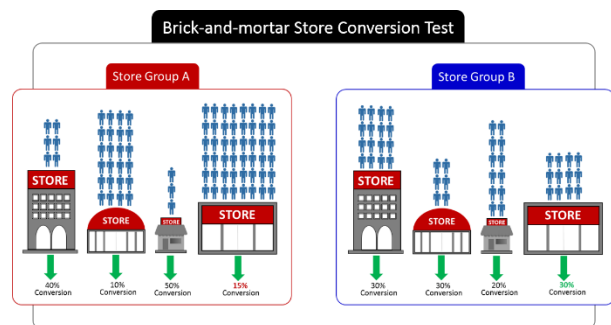 Brick-and-mortar Store Conversion Test
Store Group A
Store Group B
STORE
STORE
STORE
STORE
STORE
STORE
STORE
STORE
40%
Conversion
10%
Conversion
50%
Conversion
15%
Conversion
30%
Conversion
30%
Conversion
20%
Conversion
30%
Conversion